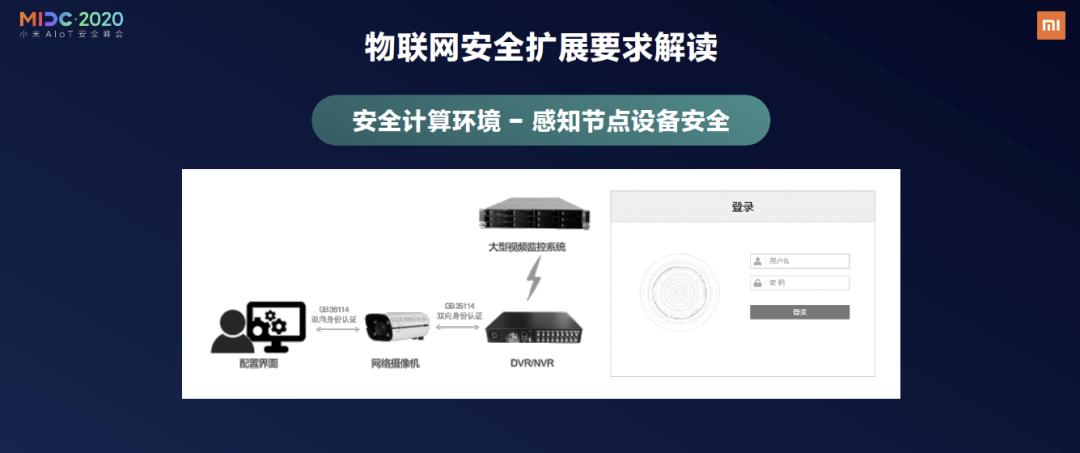 MIDC·2020
小米AIoT安全峰会
mi
物联网安全扩展要求解读
安全计算环境 - 感知节点设备安全
大型视频监控系统
GB35114
双向身份认证
GB35114
双向身份认证
配置界面
网络摄像机
DVR/NVR
登录
用户名
密码
登录